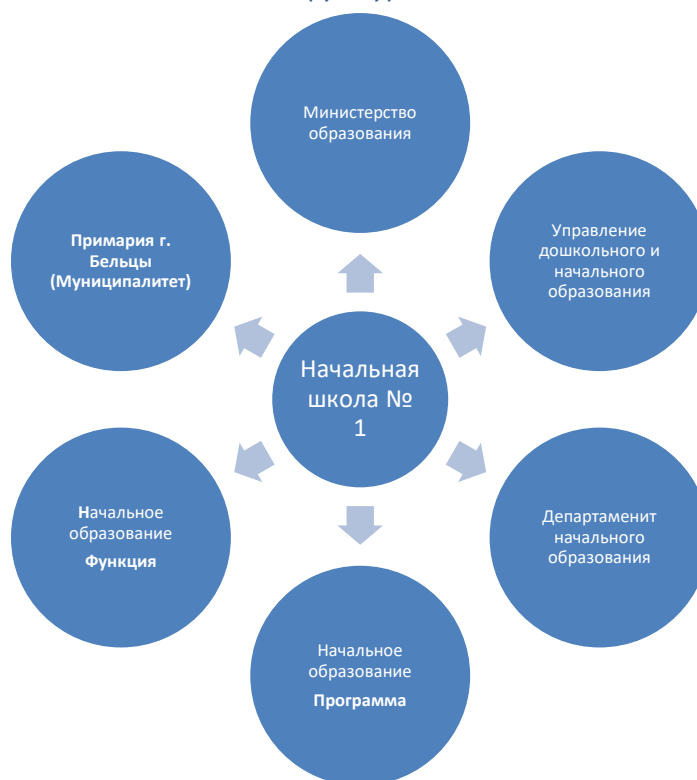 Министерство
образования
Примария г.
Бельцы
(Муниципалитет)
Управление
дошкольного и
начального
образования
Начальная
школа №
1
Начальное
образование
Функция
Департаменит
начального
образования
Начальное
образование
Программа